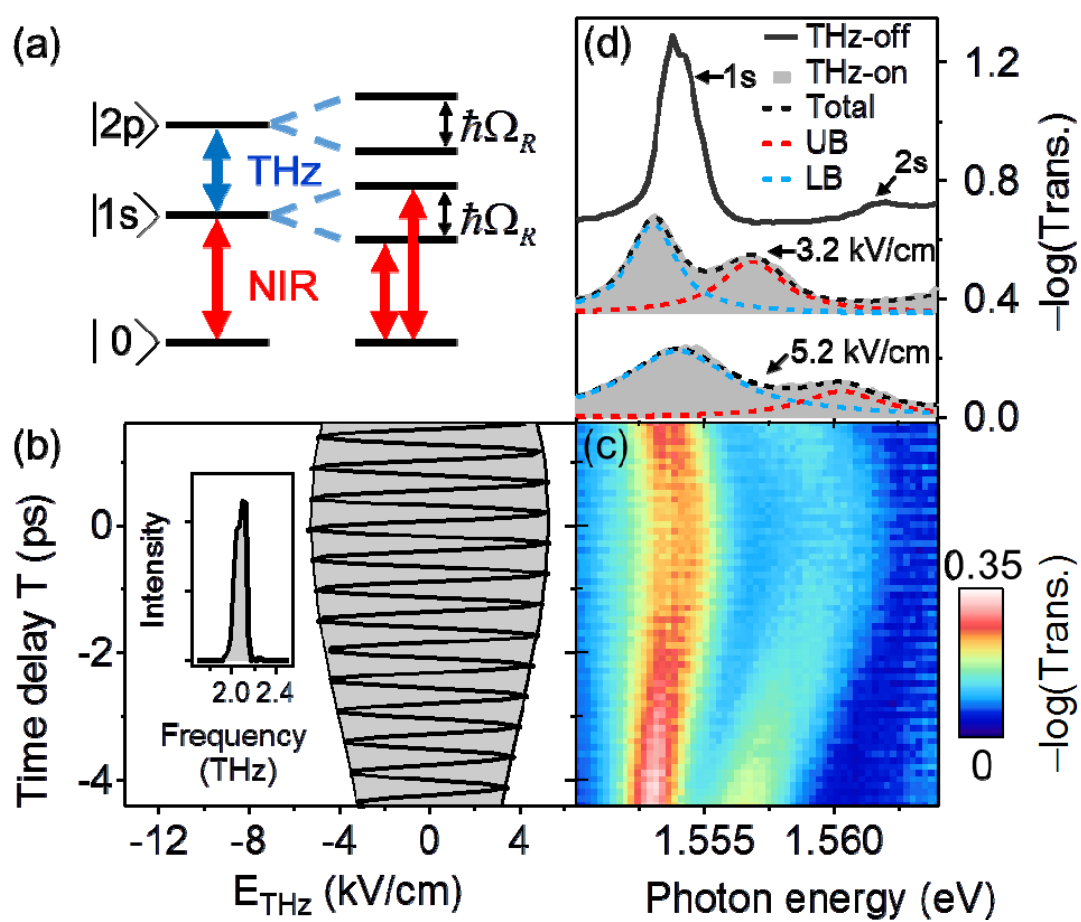 (a)
|2p⟩
ℏΩ_R
THz
|1s⟩
ℏΩ_R
NIR
|0⟩
(d)
THz-off
THz-on
Total
UB
LB
1s
2s
3.2 kV/cm
5.2 kV/cm
1.2
0.8
0.4
0.0
−log(Trans.)
(b)
Time delay T (ps)
0
-2
-4
Intensity
2.0 2.4
Frequency
(THz)
-12 -8 -4 0 4
E_THz (kV/cm)
(c)
1.555 1.560
Photon energy (eV)
0.35
0
−log(Trans.)